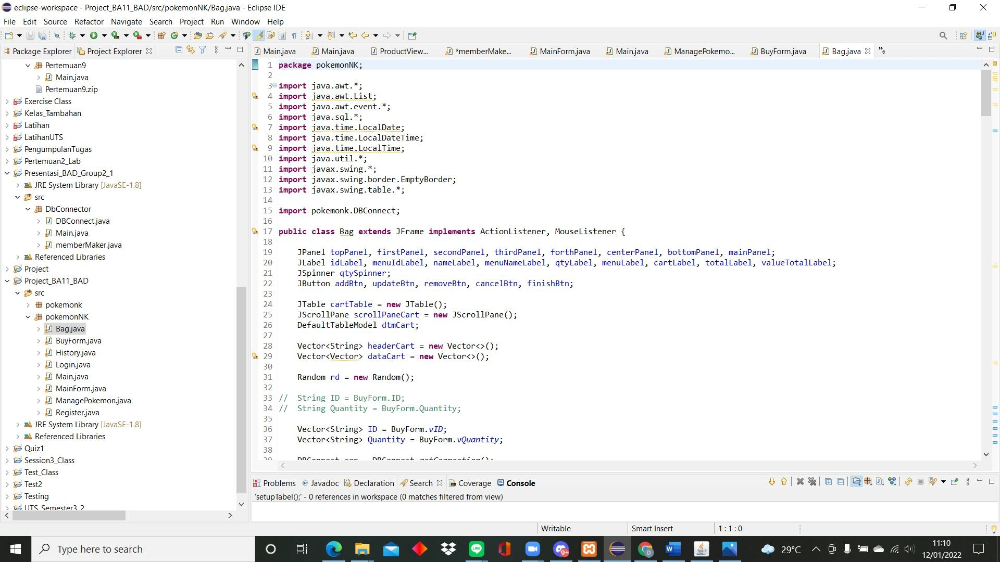 eclipse-workspace - Project_BA11_BAD/src/pokemonNK/Bag.java - Eclipse IDE
File Edit Source Refactor Navigate Search Project Run Window Help
Package Explorer Project Explorer
Main.java Main.java ProductView... *memberMake... MainForm.java Main.java ManagePokemo... BuyForm.java Bag.java »6
Pertemuan9
Main.java
Pertemuan9.zip
Exercise Class
Kelas_Tambahan
Latihan
LatihanUTS
PengumpulanTugas
Pertemuan2_Lab
Presentasi_BAD_Group2_1
JRE System Library [JavaSE-1.8]
src
DbConnector
DBConnect.java
Main.java
memberMaker.java
Referenced Libraries
Project
Project_BA11_BAD
src
pokemonk
pokemonNK
Bag.java
BuyForm.java
History.java
Login.java
Main.java
MainForm.java
ManagePokemon.java
Register.java
JRE System Library [JavaSE-1.8]
Referenced Libraries
Quiz1
Session3_Class
Test_Class
Test2
Testing
UTS_Semester3_2
1 package pokemonNK;
2
3 import java.awt.*;
4 import java.awt.List;
5 import java.awt.event.*;
6 import java.sql.*;
7 import java.time.LocalDate;
8 import java.time.LocalDateTime;
9 import java.time.LocalTime;
10 import java.util.*;
11 import javax.swing.*;
12 import javax.swing.border.EmptyBorder;
13 import javax.swing.table.*;
14
15 import pokemonk.DBConnect;
16
17 public class Bag extends JFrame implements ActionListener, MouseListener {
18
19 JPanel topPanel, firstPanel, secondPanel, thirdPanel, forthPanel, centerPanel, bottomPanel, mainPanel;
20 JLabel idLabel, menuIdLabel, nameLabel, menuNameLabel, qtyLabel, menuLabel, cartLabel, totalLabel, valueTotalLabel;
21 JSpinner qtySpinner;
22 JButton addBtn, updateBtn, removeBtn, cancelBtn, finishBtn;
23
24 JTable cartTable = new JTable();
25 JScrollPane scrollPaneCart = new JScrollPane();
26 DefaultTableModel dtmCart;
27
28 Vector<String> headerCart = new Vector<>();
29 Vector<Vector> dataCart = new Vector<>();
30
31 Random rd = new Random();
32
33 // String ID = BuyForm.ID;
34 // String Quantity = BuyForm.Quantity;
35
36 Vector<String> ID = BuyForm.vID;
37 Vector<String> Quantity = BuyForm.vQuantity;
38
39 DBConnect con = DBConnect.getConnection();
Problems @ Javadoc Declaration Search Coverage Console
'setupTabel();' - 0 references in workspace (0 matches filtered from view)
Writable Smart Insert 1 : 1 : 0
Type here to search
LINE
9+
D
W
29°C
11:10
12/01/2022